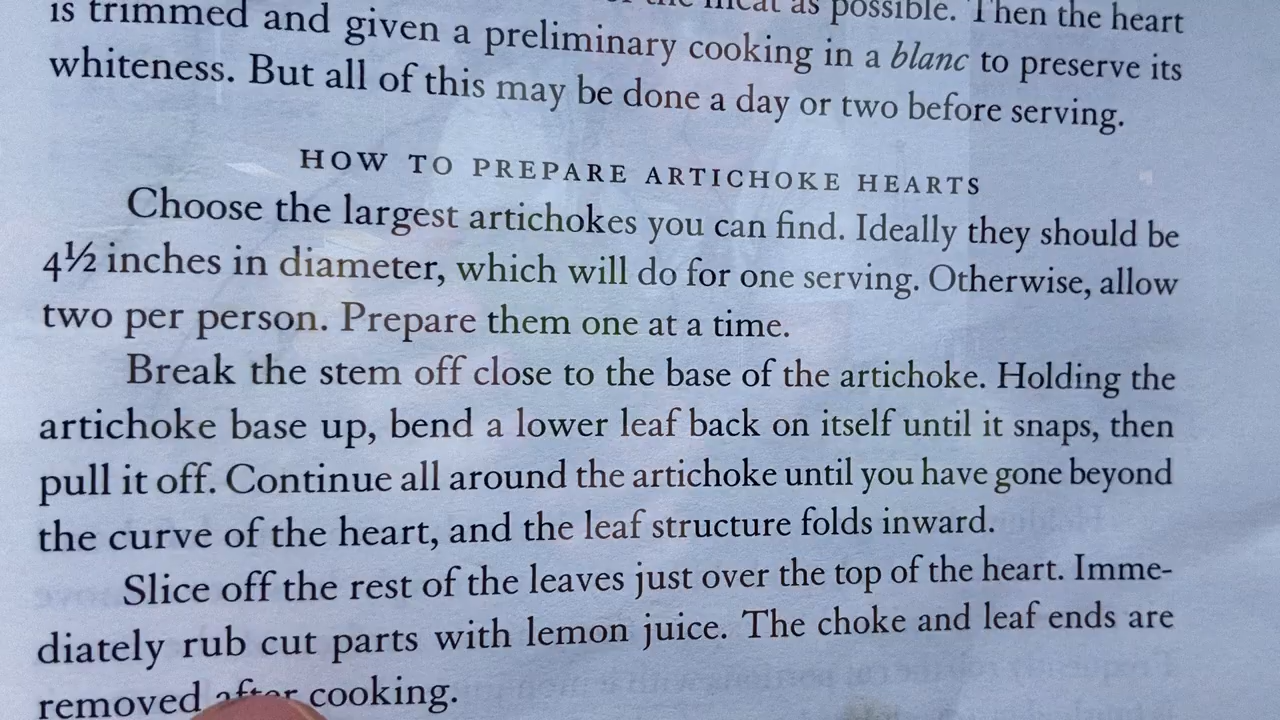 the meat as possible. Then the heart
is trimmed and given a preliminary cooking in a blanc to preserve its
whiteness. But all of this may be done a day or two before serving.
HOW TO PREPARE ARTICHOKE HEARTS
Choose the largest artichokes you can find. Ideally they should be
4½ inches in diameter, which will do for one serving. Otherwise, allow
two per person. Prepare them one at a time.
Break the stem off close to the base of the artichoke. Holding the
artichoke base up, bend a lower leaf back on itself until it snaps, then
pull it off. Continue all around the artichoke until you have gone beyond
the curve of the heart, and the leaf structure folds inward.
Slice off the rest of the leaves just over the top of the heart. Imme-
diately rub cut parts with lemon juice. The choke and leaf ends are
removed after cooking.